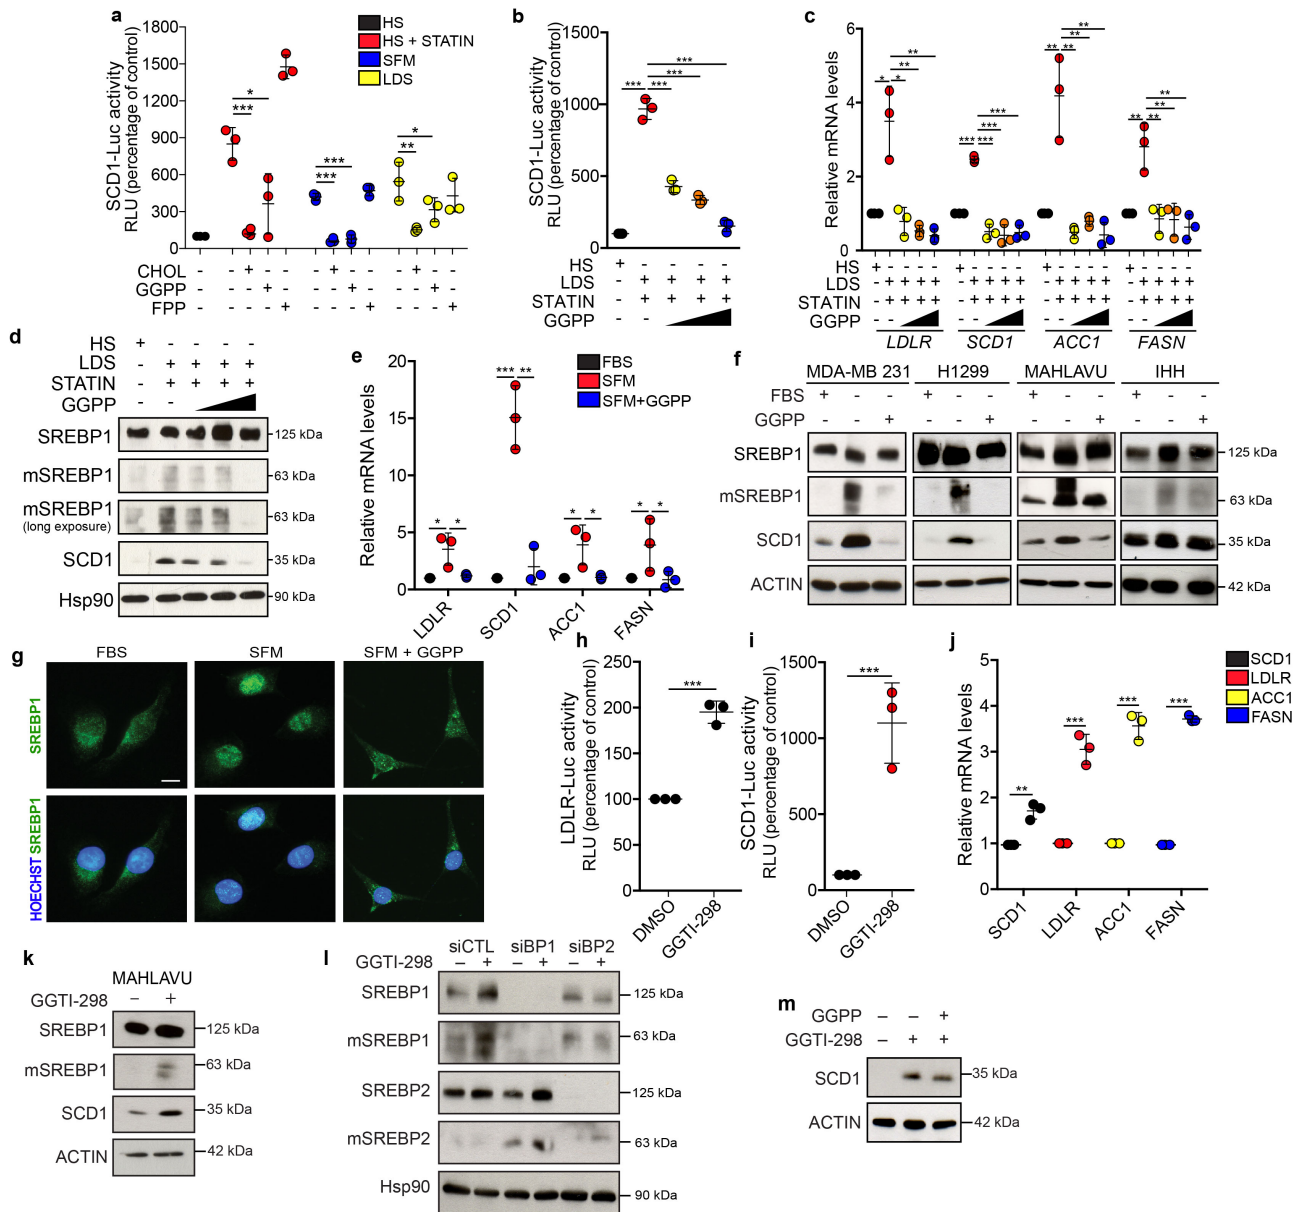 a
SCD1-Luc activity
RLU (percentage of control)
1800
1500
1200
900
600
300
0
HS
HS + STATIN
SFM
LDS
*
***
***
***
*
**
CHOL - - + - - - + - - - + - -
GGPP - - - + - - - + - - - + -
FPP - - - - + - - - + - - - +
b
SCD1-Luc activity
RLU (percentage of control)
1500
1000
500
0
***
***
*** ***
HS + - - - -
LDS - + + + +
STATIN - + + + +
GGPP - -
c
Relative mRNA levels
6
4
2
0
**
**
* *
***
***
*** ***
**
**
** **
**
**
** **
HS + - - - - + - - - - + - - - - + - - - -
LDS - + + + + - + + + + - + + + + - + + + +
STATIN - + + + + - + + + + - + + + + - + + + +
GGPP - - - - - - - -
LDLR SCD1 ACC1 FASN
d
HS + - - - -
LDS - + + + +
STATIN - + + + +
GGPP - -
SREBP1 125 kDa
mSREBP1 63 kDa
mSREBP1 63 kDa
(long exposure)
SCD1 35 kDa
Hsp90 90 kDa
e
Relative mRNA levels
20
15
10
5
0
FBS
SFM
SFM+GGPP
*** **
* *
* *
* *
LDLR SCD1 ACC1 FASN
f
MDA-MB 231 H1299 MAHLAVU IHH
FBS + - - + - - + - - + - -
GGPP - - + - - + - - + - - +
SREBP1 125 kDa
mSREBP1 63 kDa
SCD1 35 kDa
ACTIN 42 kDa
g
FBS SFM SFM + GGPP
SREBP1
HOECHST SREBP1
h
LDLR-Luc activity
RLU (percentage of control)
250
200
150
100
50
0
***
DMSO GGTI-298
i
SCD1-Luc activity
RLU (percentage of control)
1500
1000
500
0
***
DMSO GGTI-298
j
Relative mRNA levels
5
4
3
2
1
0
SCD1
LDLR
ACC1
FASN
**
***
***
***
SCD1 LDLR ACC1 FASN
k
MAHLAVU
GGTI-298 – +
SREBP1 125 kDa
mSREBP1 63 kDa
SCD1 35 kDa
ACTIN 42 kDa
l
siCTL siBP1 siBP2
GGTI-298 – + – + – +
SREBP1 125 kDa
mSREBP1 63 kDa
SREBP2 125 kDa
mSREBP2 63 kDa
Hsp90 90 kDa
m
GGPP – – +
GGTI-298 – + +
SCD1 35 kDa
ACTIN 42 kDa